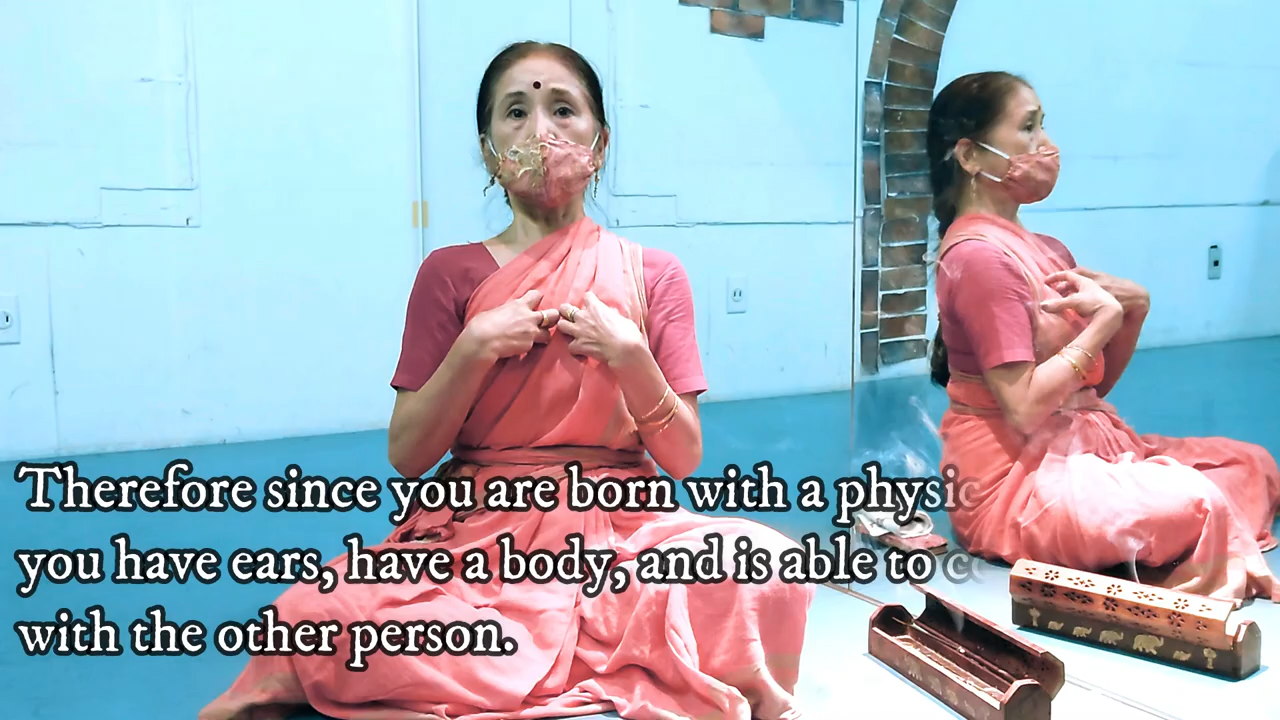 Therefore since you are born with a physic
you have ears, have a body, and is able to
with the other person.